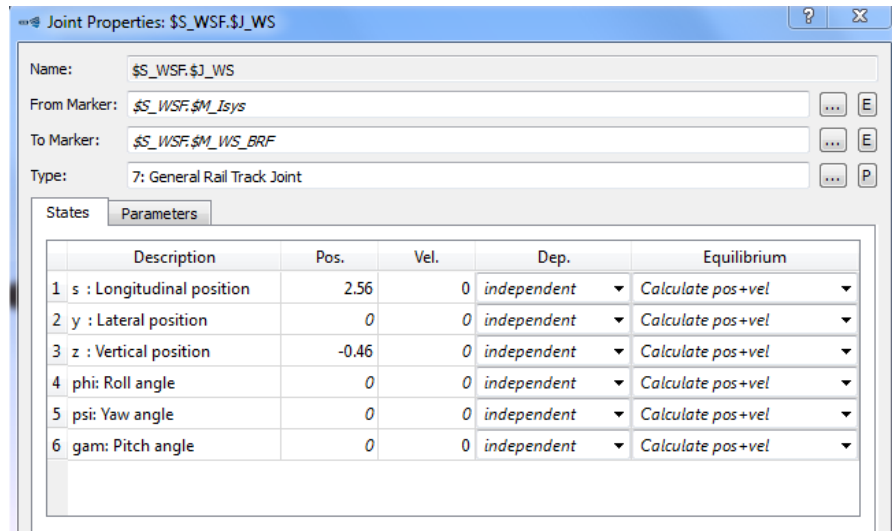 Joint Properties: $S_WSF.$J_WS
Name: $S_WSF.$J_WS
From Marker: $S_WSF.$M_Isys ... E
To Marker: $S_WSF.$M_WS_BRF ... E
Type: 7: General Rail Track Joint ... P
States Parameters
Description Pos. Vel. Dep. Equilibrium
1 s : Longitudinal position 2.56 0 independent Calculate pos+vel
2 y : Lateral position 0 0 independent Calculate pos+vel
3 z : Vertical position -0.46 0 independent Calculate pos+vel
4 phi: Roll angle 0 0 independent Calculate pos+vel
5 psi: Yaw angle 0 0 independent Calculate pos+vel
6 gam: Pitch angle 0 0 independent Calculate pos+vel